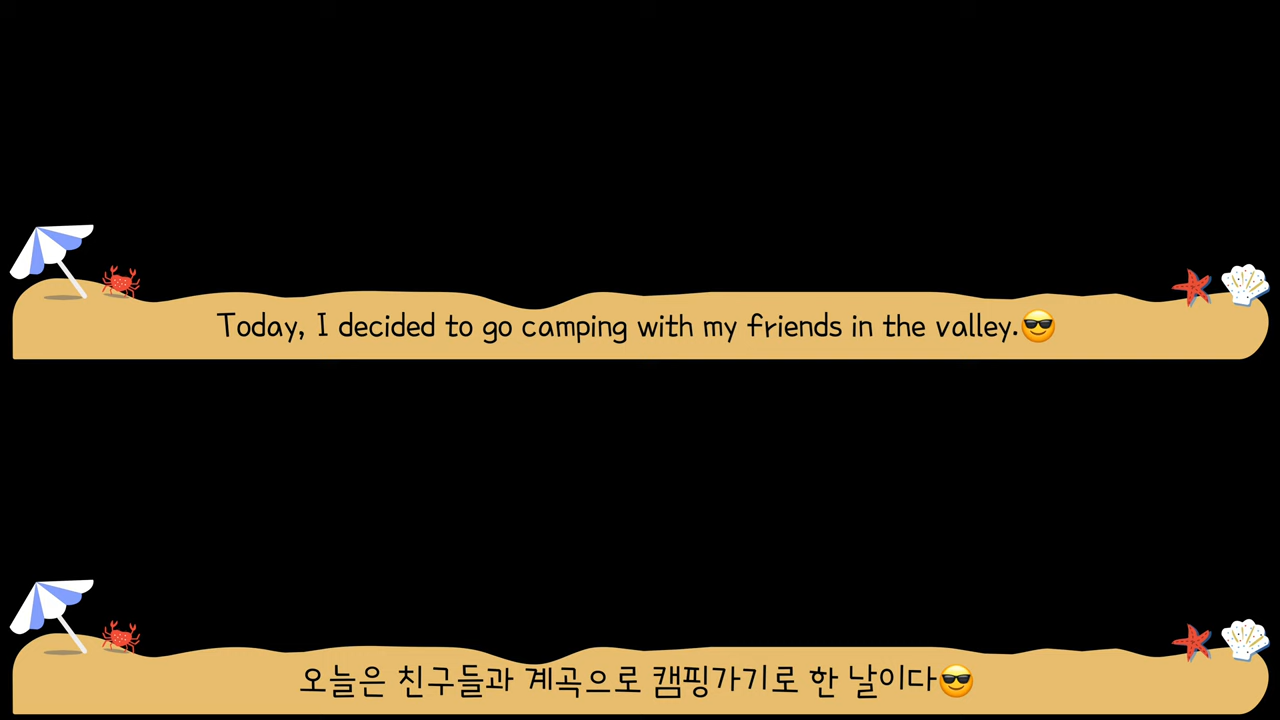 Today, I decided to go camping with my friends in the valley.😎
오늘은 친구들과 계곡으로 캠핑가기로 한 날이다😎